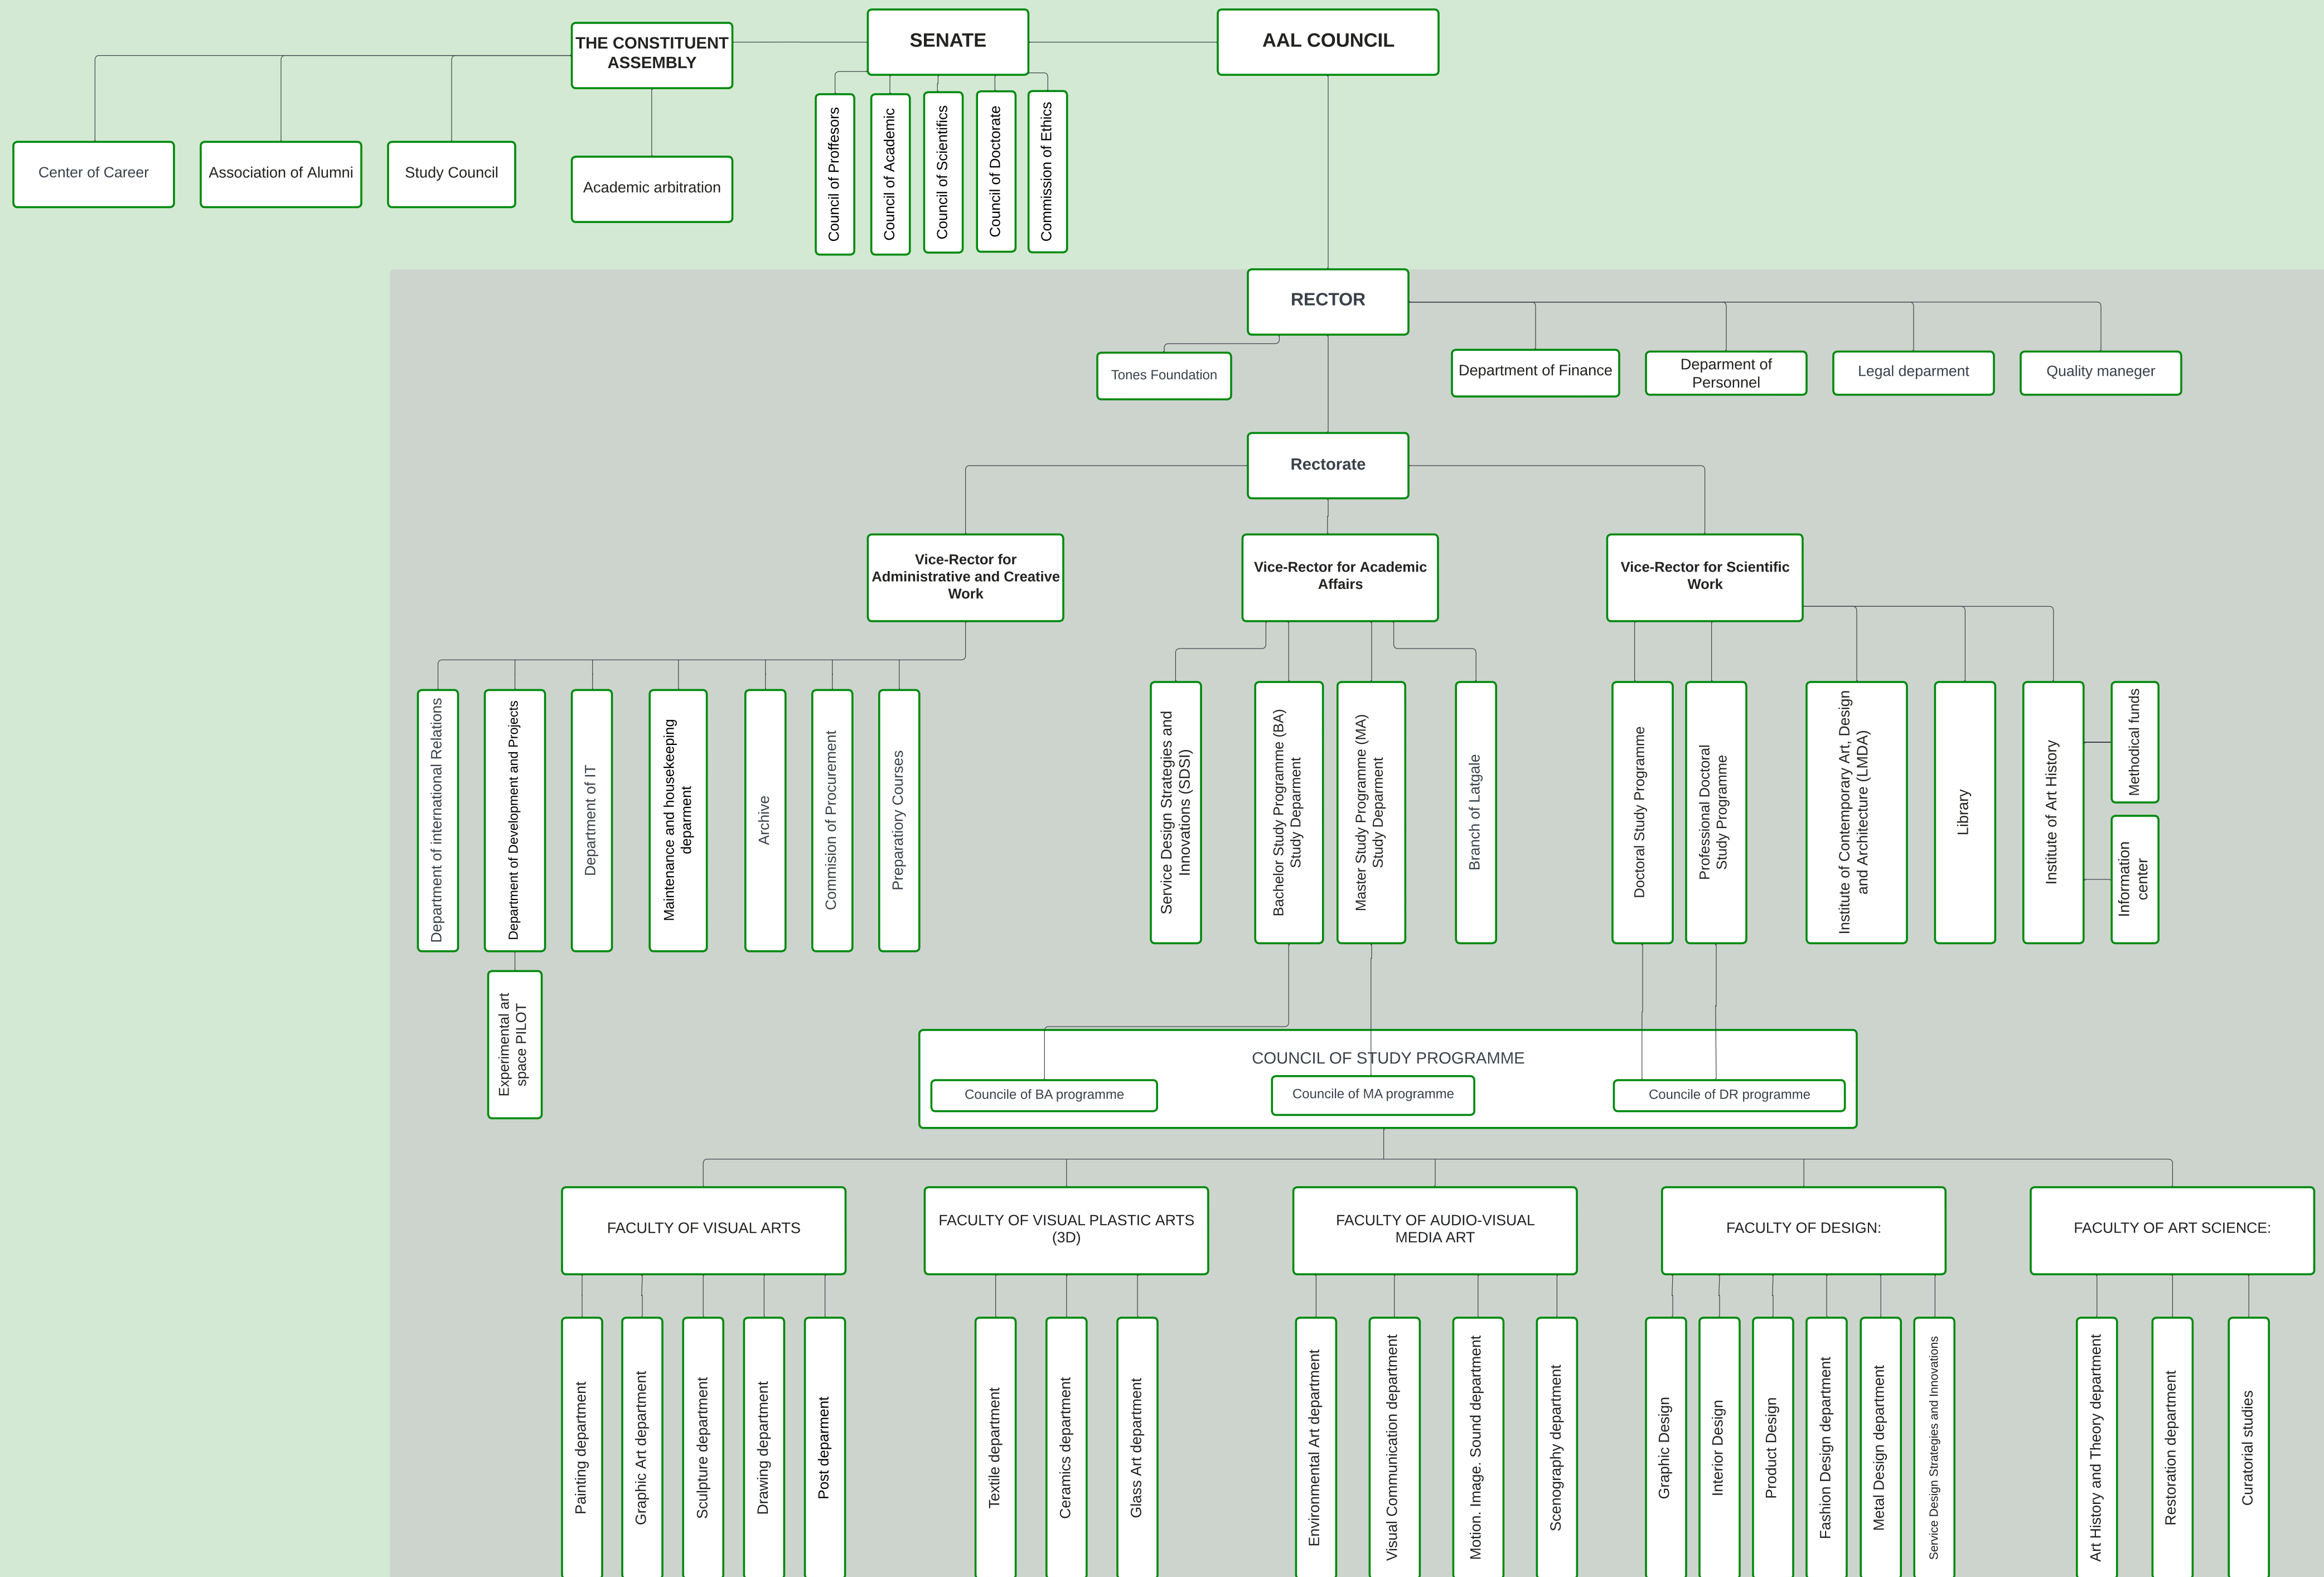 THE CONSTITUENT
ASSEMBLY
SENATE
AAL COUNCIL
Center of Career
Association of Alumni
Study Council
Academic arbitration
Council of Proffesors
Council of Academic
Council of Scientifics
Council of Doctorate
Commission of Ethics
RECTOR
Tones Foundation
Department of Finance
Deparment of
Personnel
Legal deparment
Quality maneger
Rectorate
Vice-Rector for
Administrative and Creative
Work
Vice-Rector for Academic
Affairs
Vice-Rector for Scientific
Work
Department of international Relations
Department of Development and Projects
Department of IT
Maintenance and housekeeping
deparment
Archive
Commision of Procurement
Preparatiory Courses
Service Design Strategies and
Innovations (SDSI)
Bachelor Study Programme (BA)
Study Deparment
Master Study Programme (MA)
Study Deparment
Branch of Latgale
Doctoral Study Programme
Professional Doctoral
Study Programme
Institute of Contemporary Art, Design
and Architecture (LMDA)
Library
Institute of Art History
Methodical funds
Information
center
Experimental art
space PILOT
COUNCIL OF STUDY PROGRAMME
Councile of BA programme
Councile of MA programme
Councile of DR programme
FACULTY OF VISUAL ARTS
FACULTY OF VISUAL PLASTIC ARTS
(3D)
FACULTY OF AUDIO-VISUAL
MEDIA ART
FACULTY OF DESIGN:
FACULTY OF ART SCIENCE:
Painting department
Graphic Art department
Sculpture department
Drawing department
Post deparment
Textile department
Ceramics department
Glass Art department
Environmental Art department
Visual Communication department
Motion. Image. Sound department
Scenography department
Graphic Design
Interior Design
Product Design
Fashion Design department
Metal Design department
Service Design Strategies and Innovations
Art History and Theory department
Restoration department
Curatorial studies